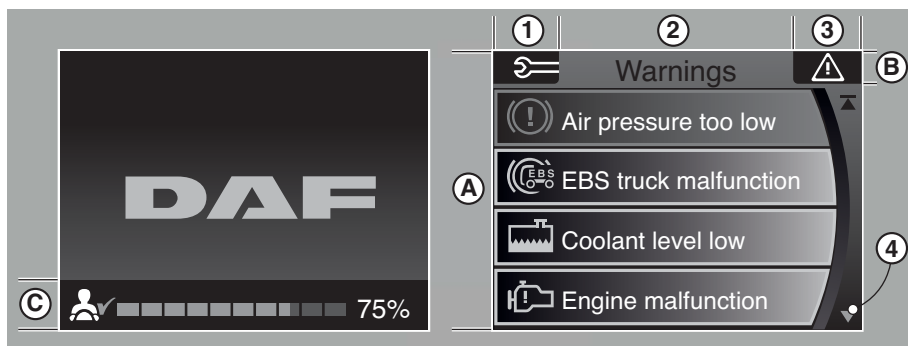 1 2 3
Warnings B
Air pressure too low
A EBS EBS truck malfunction
DAF
Coolant level low 4
C 75% Engine malfunction